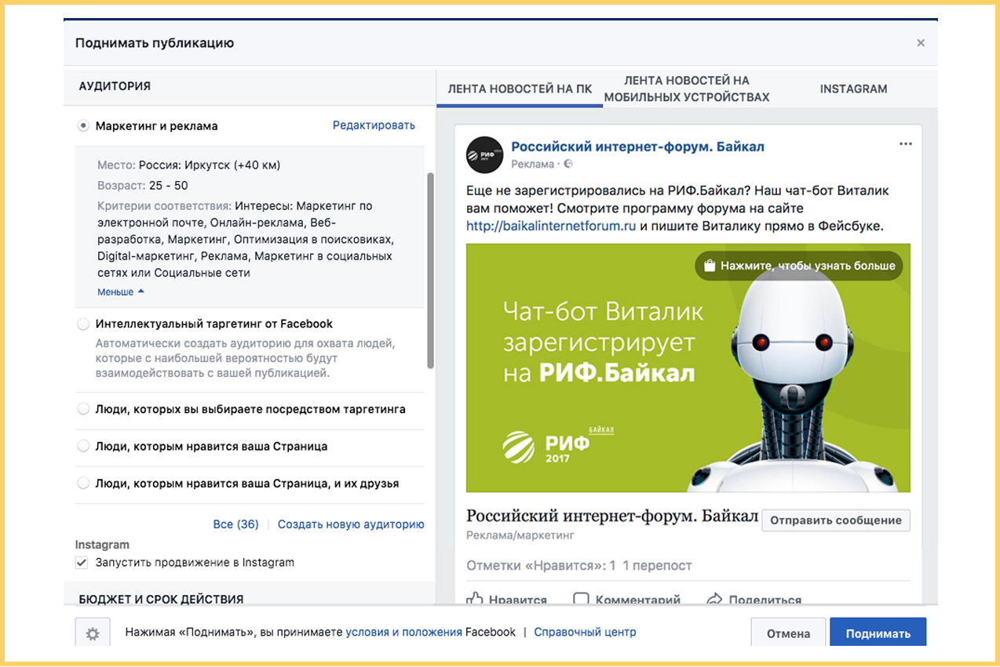 Поднимать публикацию
АУДИТОРИЯ
Маркетинг и реклама
Редактировать
Место: Россия: Иркутск (+40 км)
Возраст: 25 - 50
Критерии соответствия: Интересы: Маркетинг по
электронной почте, Онлайн-реклама, Веб-
разработка, Маркетинг, Оптимизация в поисковиках,
Digital-маркетинг, Реклама, Маркетинг в социальных
сетях или Социальные сети
Меньше
Интеллектуальный таргетинг от Facebook
Автоматически создать аудиторию для охвата людей,
которые с наибольшей вероятностью будут
взаимодействовать с вашей публикацией.
Люди, которых вы выбираете посредством таргетинга
Люди, которым нравится ваша Страница
Люди, которым нравится ваша Страница, и их друзья
Все (36) | Создать новую аудиторию
Instagram
Запустить продвижение в Instagram
БЮДЖЕТ И СРОК ДЕЙСТВИЯ
ЛЕНТА НОВОСТЕЙ НА ПК
ЛЕНТА НОВОСТЕЙ НА
МОБИЛЬНЫХ УСТРОЙСТВАХ
INSTAGRAM
РИФ
2017
Российский интернет-форум. Байкал
Реклама ·
Еще не зарегистрировались на РИФ.Байкал? Наш чат-бот Виталик
вам поможет! Смотрите программу форума на сайте
http://baikalinternetforum.ru и пишите Виталику прямо в Фейсбуке.
Нажмите, чтобы узнать больше
Чат-бот Виталик
зарегистрирует
на РИФ.Байкал
БАЙКАЛ
РИФ
2017
Российский интернет-форум. Байкал
Отправить сообщение
Реклама/маркетинг
Отметки «Нравится»: 1 1 перепост
Нравится
Комментарий
Поделиться
Нажимая «Поднимать», вы принимаете условия и положения Facebook | Справочный центр
Отмена
Поднимать